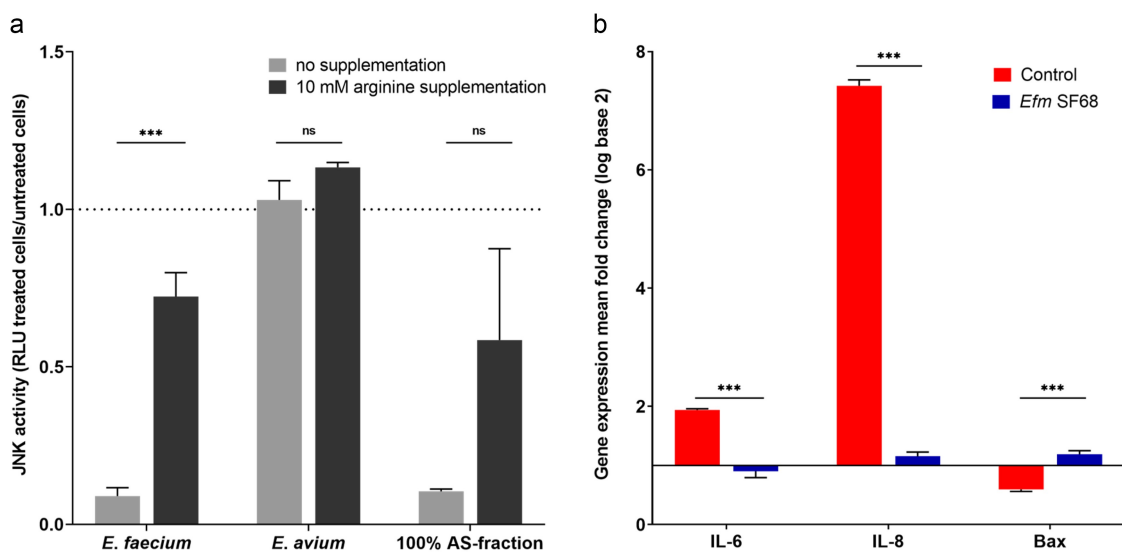 a
JNK activity (RLU treated cells/untreated cells)
1.5
1.0
0.5
0.0
no supplementation
10 mM arginine supplementation
***
ns
ns
E. faecium
E. avium
100% AS-fraction
b
Gene expression mean fold change (log base 2)
8
6
4
2
0
Control
Efm SF68
***
***
***
IL-6
IL-8
Bax